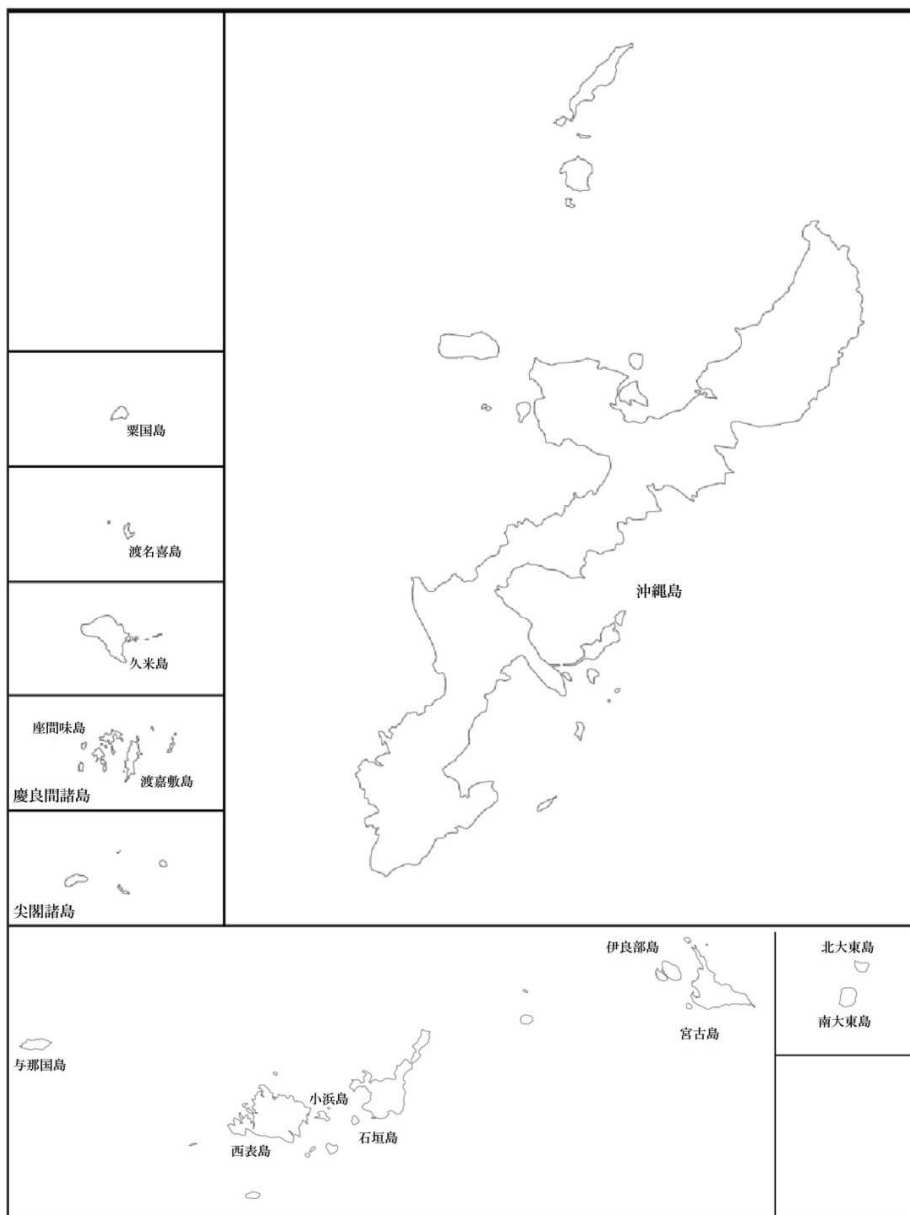 粟国島
渡名喜島
久米島
座間味島
渡嘉敷島
慶良間諸島
尖閣諸島
沖縄島
伊良部島
宮古島
北大東島
南大東島
与那国島
小浜島
石垣島
西表島